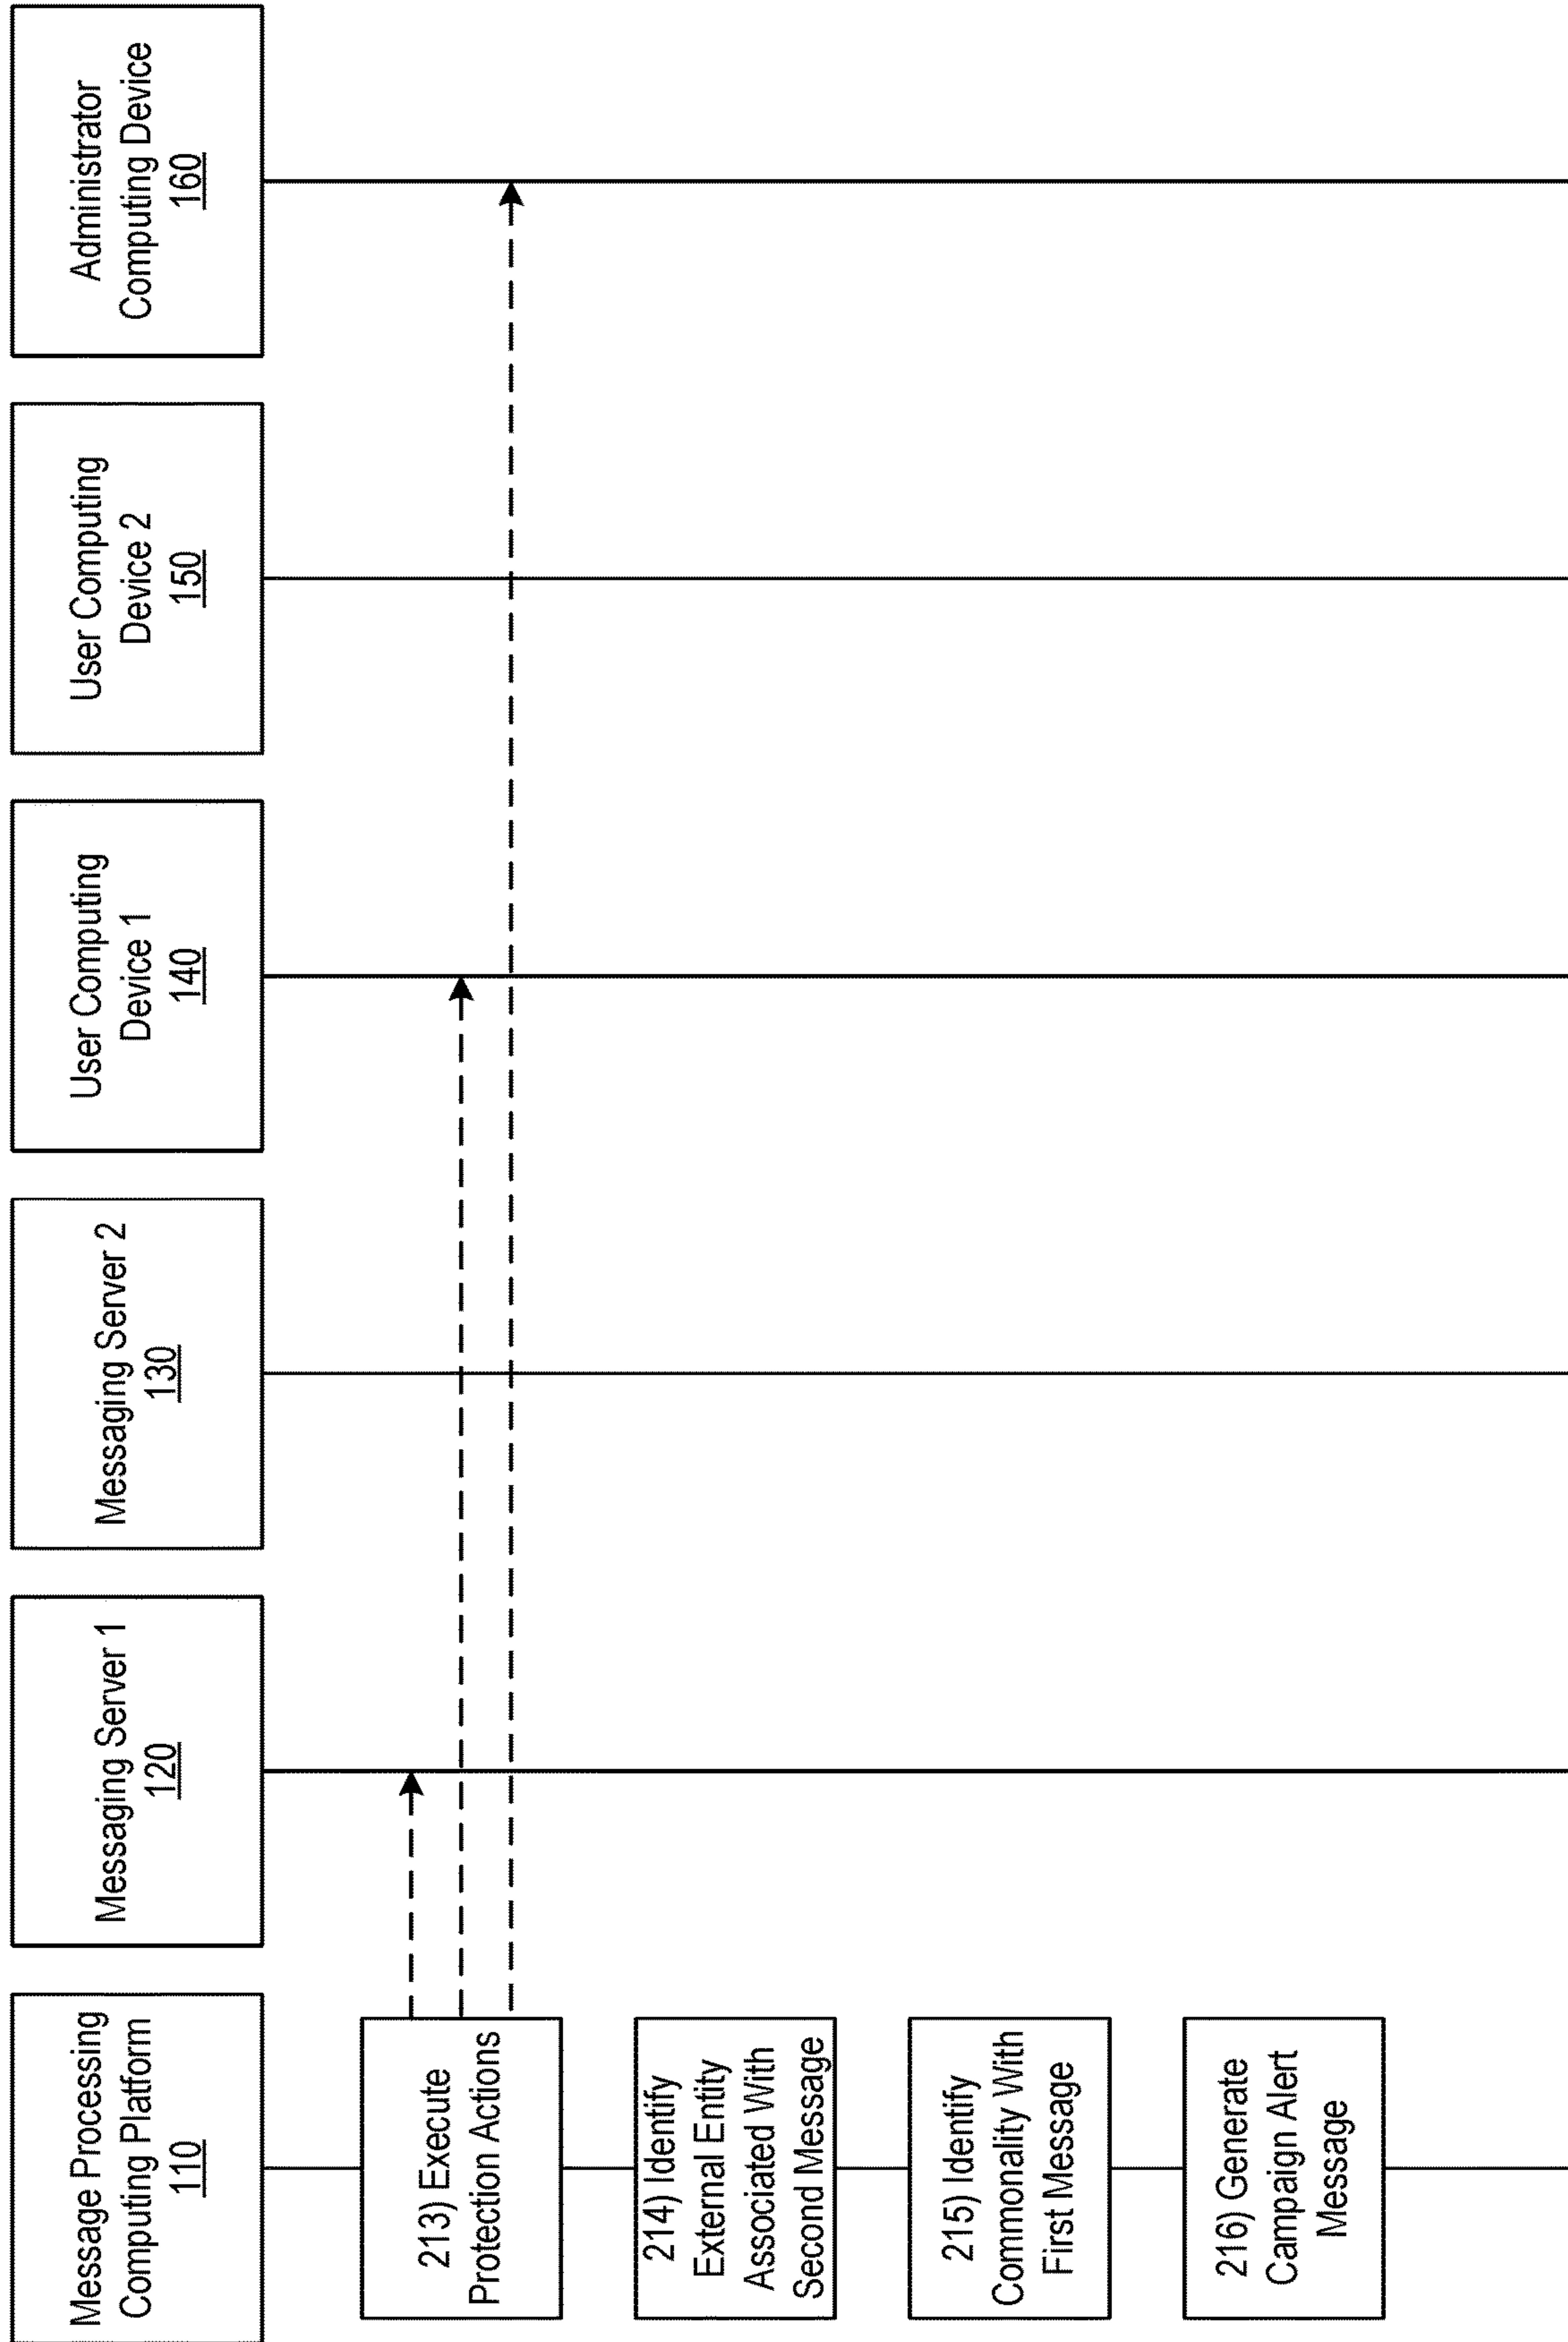 Message Processing
Computing Platform
110
Messaging Server 1
120
Messaging Server 2
130
User Computing
Device 1
140
User Computing
Device 2
150
Administrator
Computing Device
160
213) Execute
Protection Actions
214) Identify
External Entity
Associated With
Second Message
215) Identify
Commonality With
First Message
216) Generate
Campaign Alert
Message